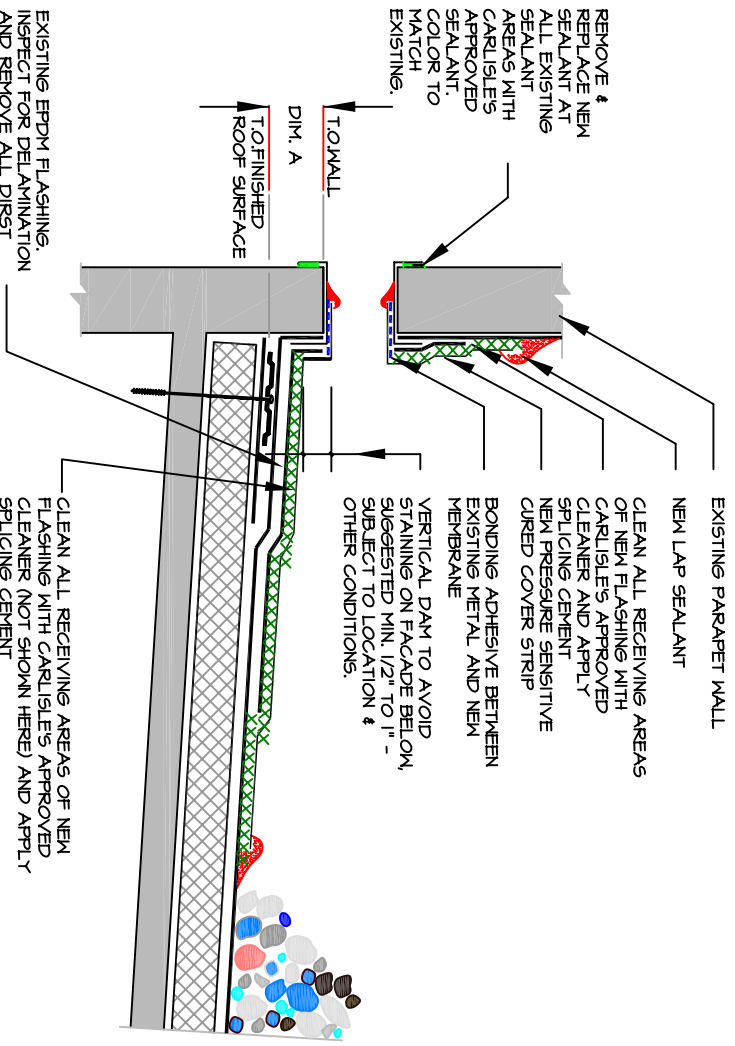 REMOVE &
REPLACE NEW
SEALANT AT
ALL EXISTING
SEALANT
AREAS WITH
CARLISLE'S
APPROVED
SEALANT.
COLOR TO
MATCH
EXISTING.
T.O.WALL
DIM. A
T.O.FINISHED
ROOF SURFACE
EXISTING EPDM FLASHING.
INSPECT FOR DELAMINATION
AND REMOVE ALL DIRST
EXISTING PARAPET WALL
NEW LAP SEALANT
CLEAN ALL RECEIVING AREAS
OF NEW FLASHING WITH
CARLISLE'S APPROVED
CLEANER AND APPLY
SPLICING CEMENT
NEW PRESSURE SENSITIVE
CURED COVER STRIP
BONDING ADHESIVE BETWEEN
EXISTING METAL AND NEW
MEMBRANE
VERTICAL DAM TO AVOID
STAINING ON FACADE BELOW,
SUGGESTED MIN. 1/2" TO 1" -
SUBJECT TO LOCATION &
OTHER CONDITIONS.
CLEAN ALL RECEIVING AREAS OF NEW
FLASHING WITH CARLISLE'S APPROVED
CLEANER (NOT SHOWN HERE) AND APPLY
SPLICING CEMENT